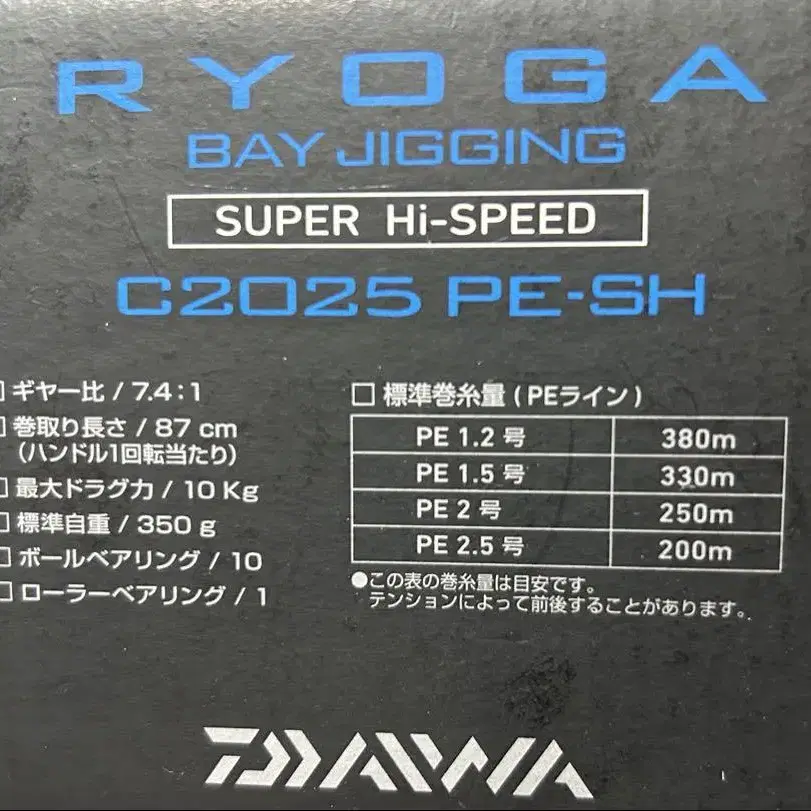 RYOGA
BAY JIGGING
SUPER Hi-SPEED
C2025 PE-SH
□ ギヤー比 / 7.4:1
□ 巻取り長さ / 87 cm
(ハンドル1回転当たり)
□ 最大ドラグ力 / 10 Kg
□ 標準自重 / 350 g
□ ボールベアリング / 10
□ ローラーベアリング / 1
□ 標準巻糸量 ( PEライン )
PE 1.2 号 380m
PE 1.5 号 330m
PE 2 号 250m
PE 2.5 号 200m
●この表の巻糸量は目安です。
テンションによって前後することがあります。
DAIWA